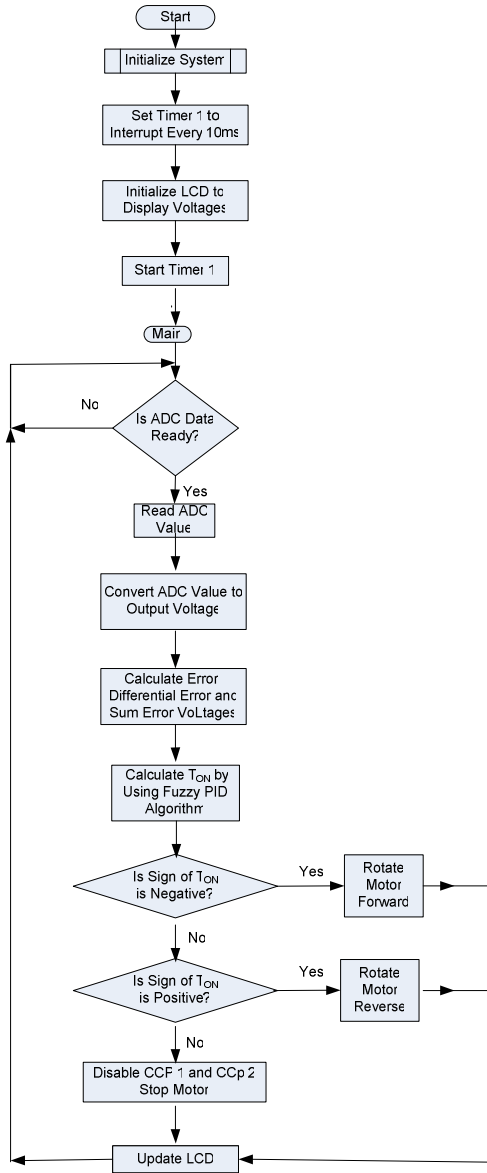 Start
Initialize System
Set Timer 1 to
Interrupt Every 10ms
Initialize LCD to
Display Voltages
Start Timer 1
Main
No
Is ADC Data
Ready?
Yes
Read ADC
Value
Convert ADC Value to
Output Voltage
Calculate Error
Differential Error and
Sum Error VoLtages
Calculate TON by
Using Fuzzy PID
Algorithm
Is Sign of TON
is Negative?
Yes
Rotate
Motor
Forward
No
Is Sign of TON
is Positive?
Yes
Rotate
Motor
Reverse
No
Disable CCP 1 and CCp 2
Stop Motor
Update LCD